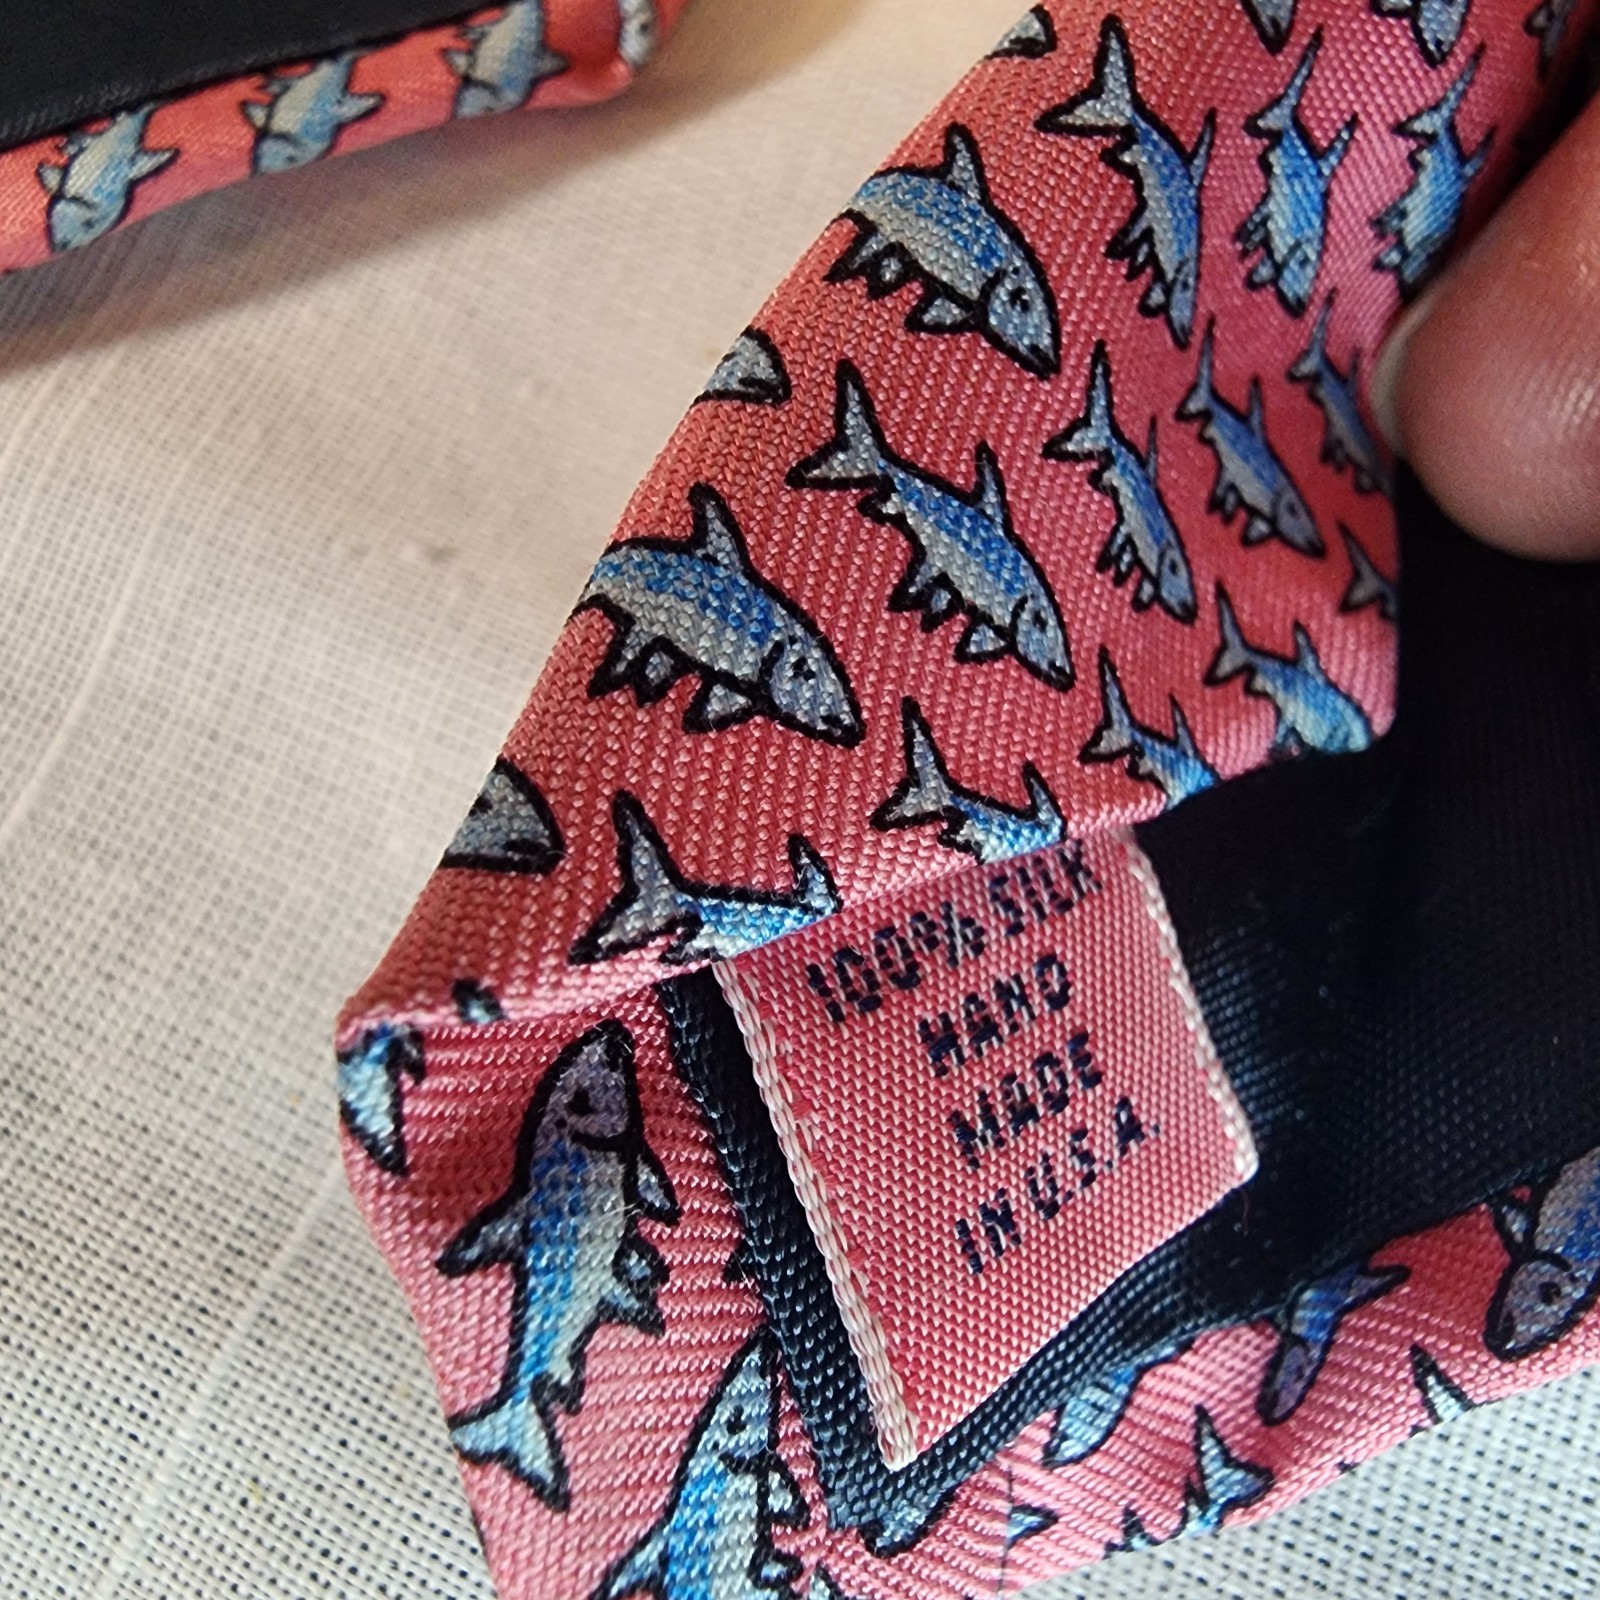 100% SILK
HAND
MADE
IN U.S.A.